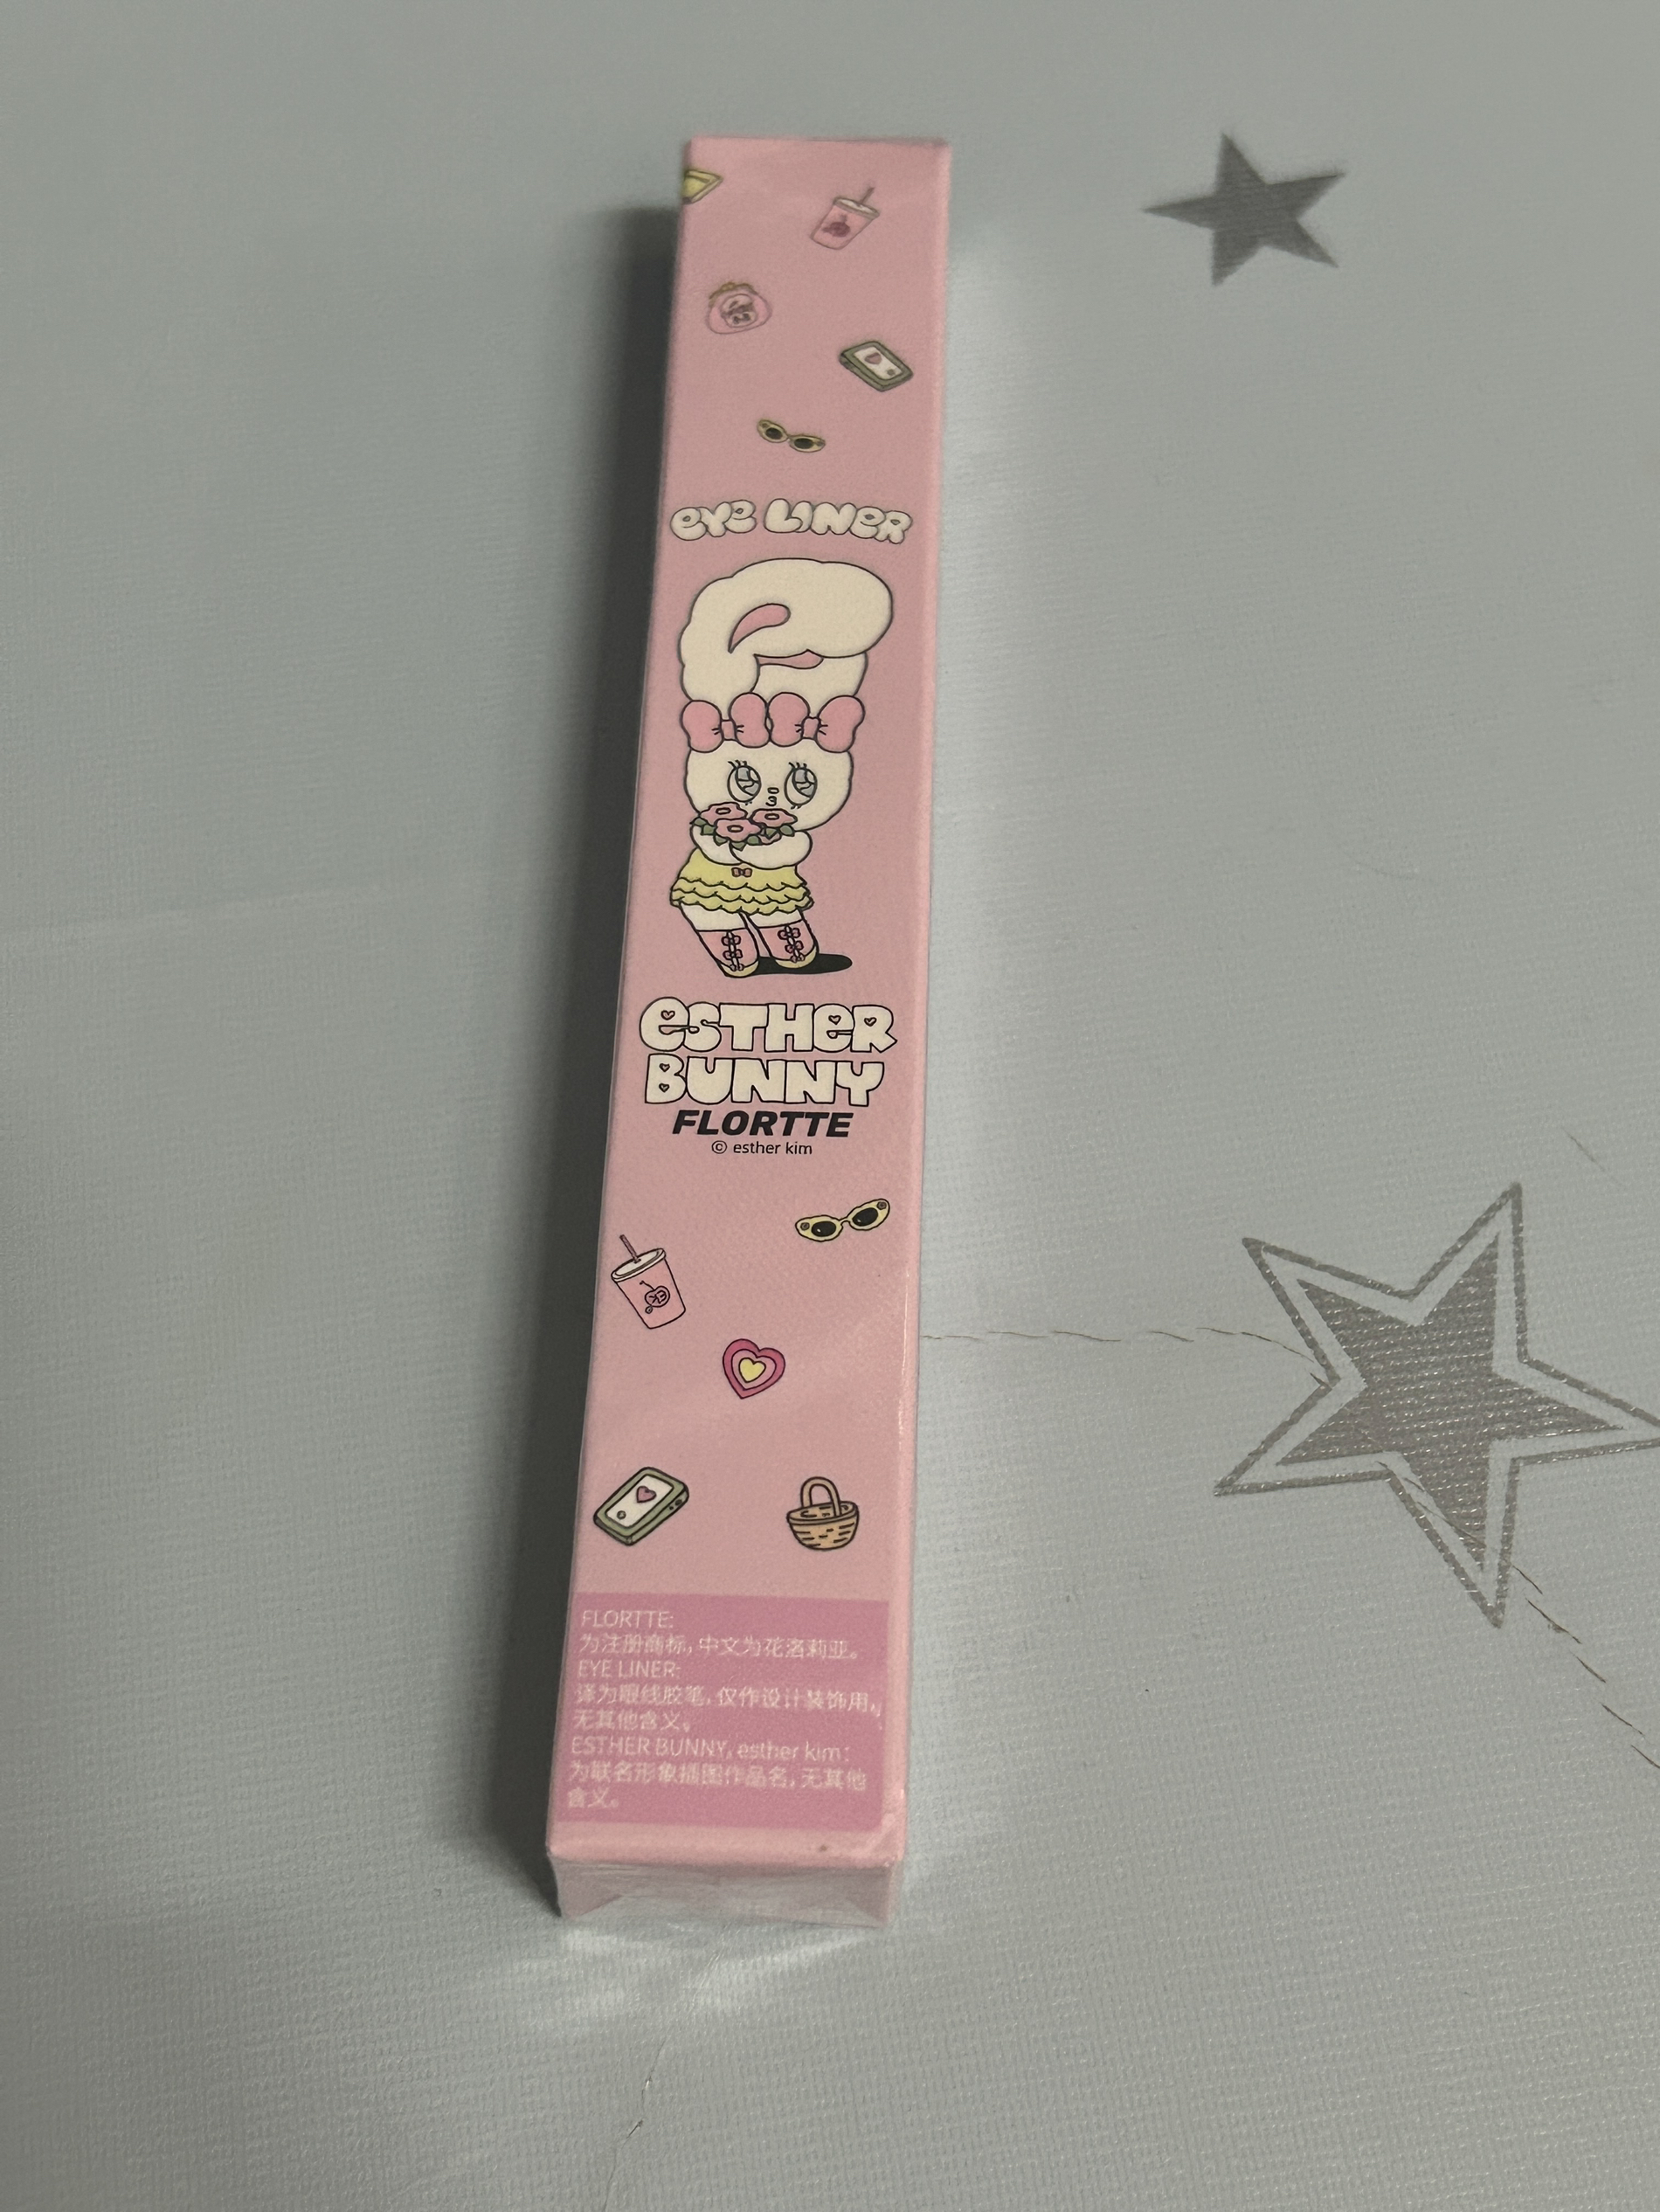 eye LINeR
esTHeR
BUNNY
FLORTTE
© esther kim
FLORTTE:
为注册商标，中文为花洛莉亚。
EYE LINER:
译为眼线胶笔，仅作设计装饰用，
无其他含义。
ESTHER BUNNY, esther kim：
为联名形象插图作品名，无其他
含义。